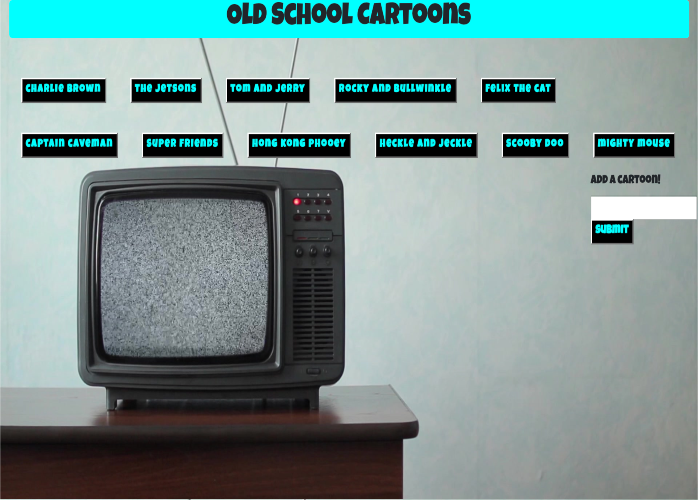 OLD SCHOOL CARTOONS
CHARLIE BROWN THE JETSONS TOM AND JERRY ROCKY AND BULLWINKLE FELIX THE CAT
CAPTAIN CAVEMAN SUPER FRIENDS HONG KONG PHOOEY HECKLE AND JECKLE SCOOBY DOO MIGHTY MOUSE
ADD A CARTOON!
SUBMIT